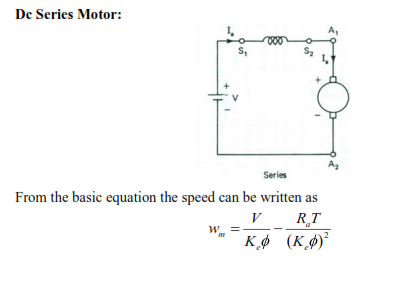 Dc Series Motor:
Iₐ
A₁
S₁
S₂
Iₐ
+
+
V
-
-
A₂
Series
From the basic equation the speed can be written as
wₘ = V / Kₑϕ − RₐT / (Kₑϕ)²